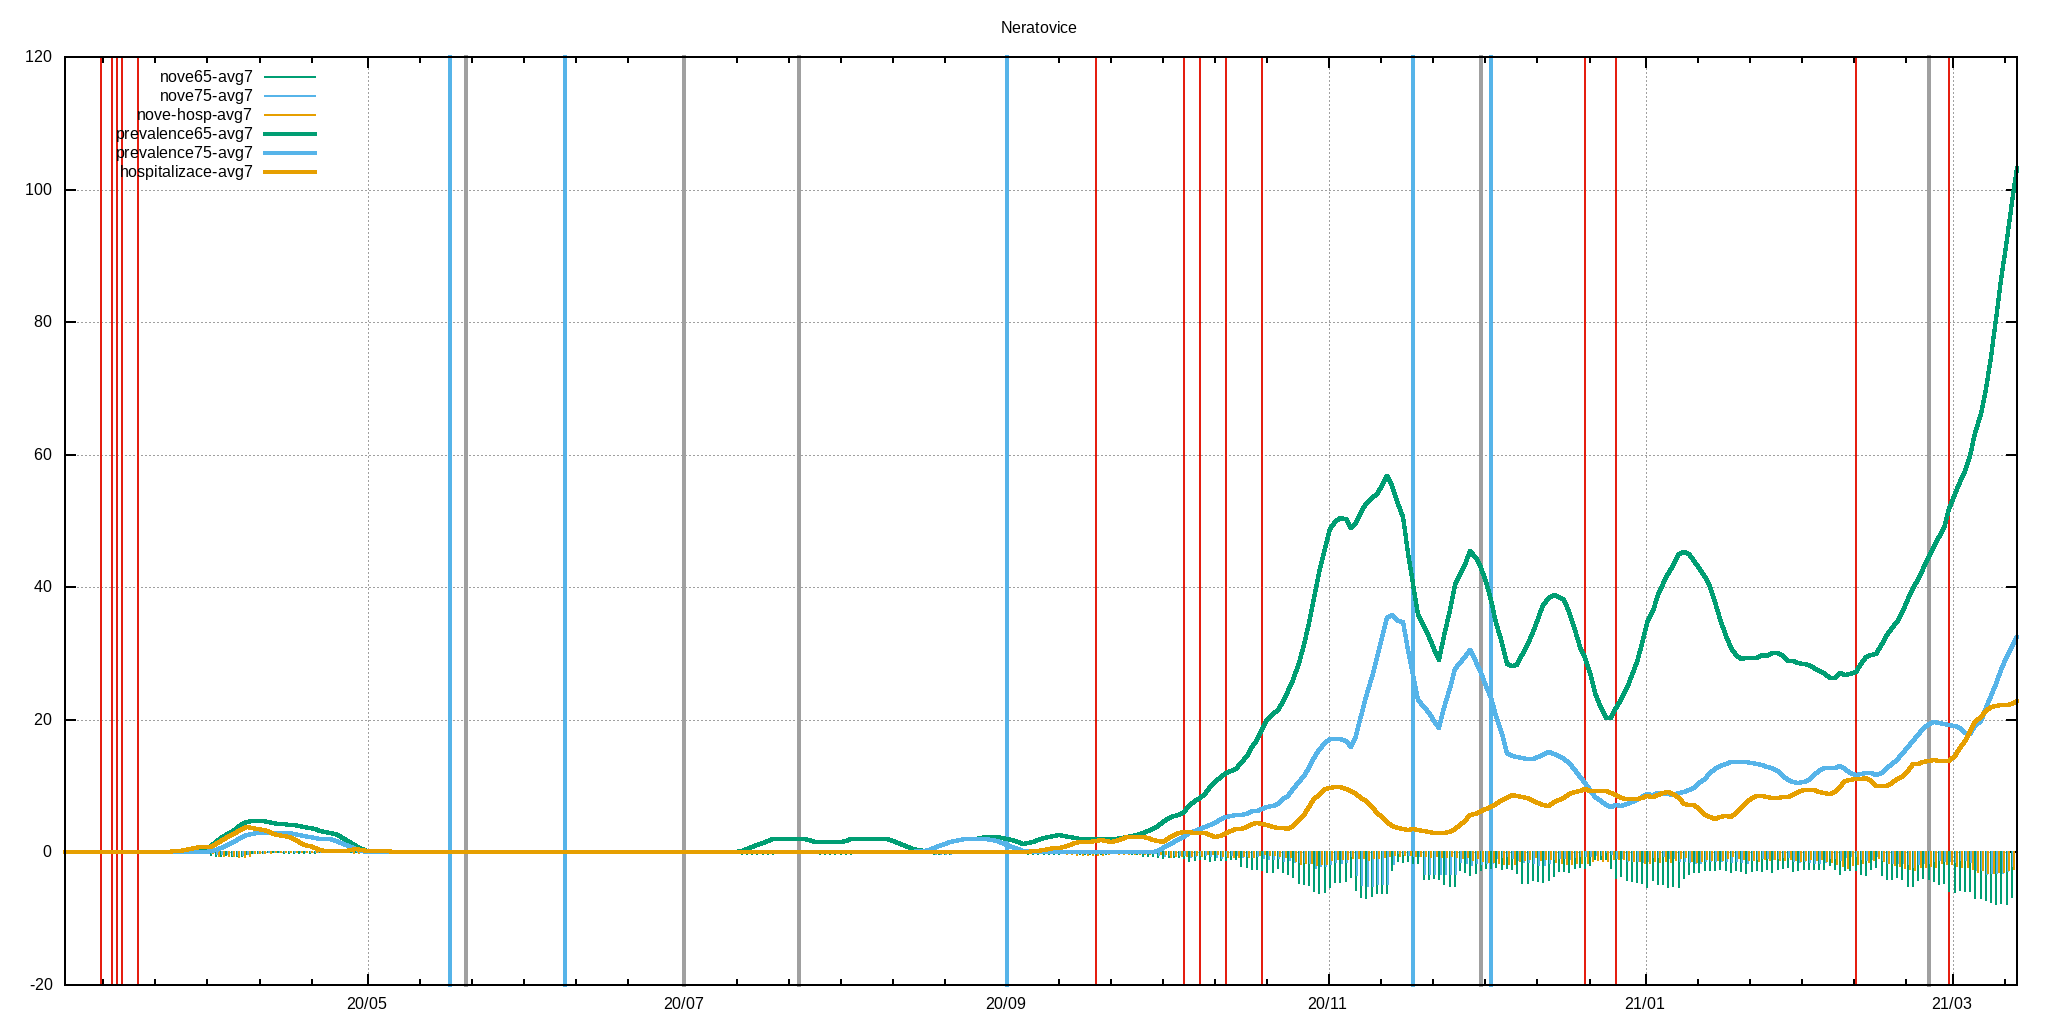 Neratovice
120
nove65-avg7
nove75-avg7
nove-hosp-avg7
prevalence65-avg7
prevalence75-avg7
hospitalizace-avg7
100
80
60
40
20
0
-20
20/05 20/07 20/09 20/11 21/01 21/03